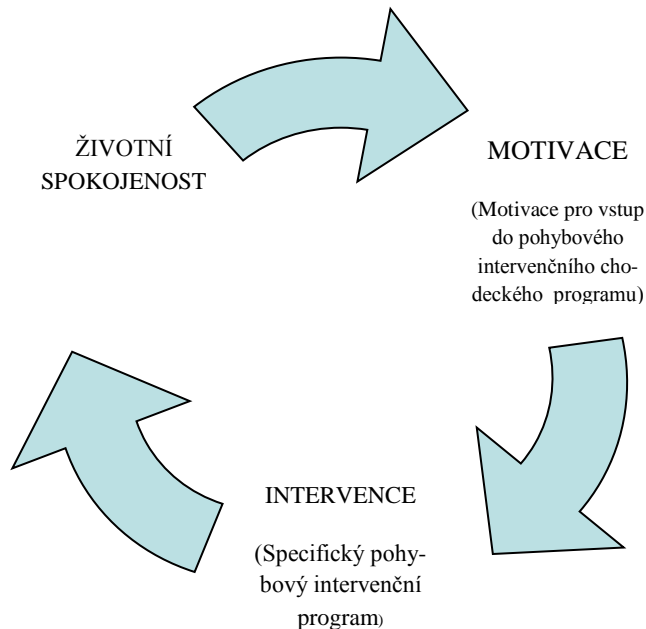 ŽIVOTNÍ
SPOKOJENOST
MOTIVACE
(Motivace pro vstup
do pohybového
intervenčního cho-
deckého programu)
INTERVENCE
(Specifický pohy-
bový intervenční
program)